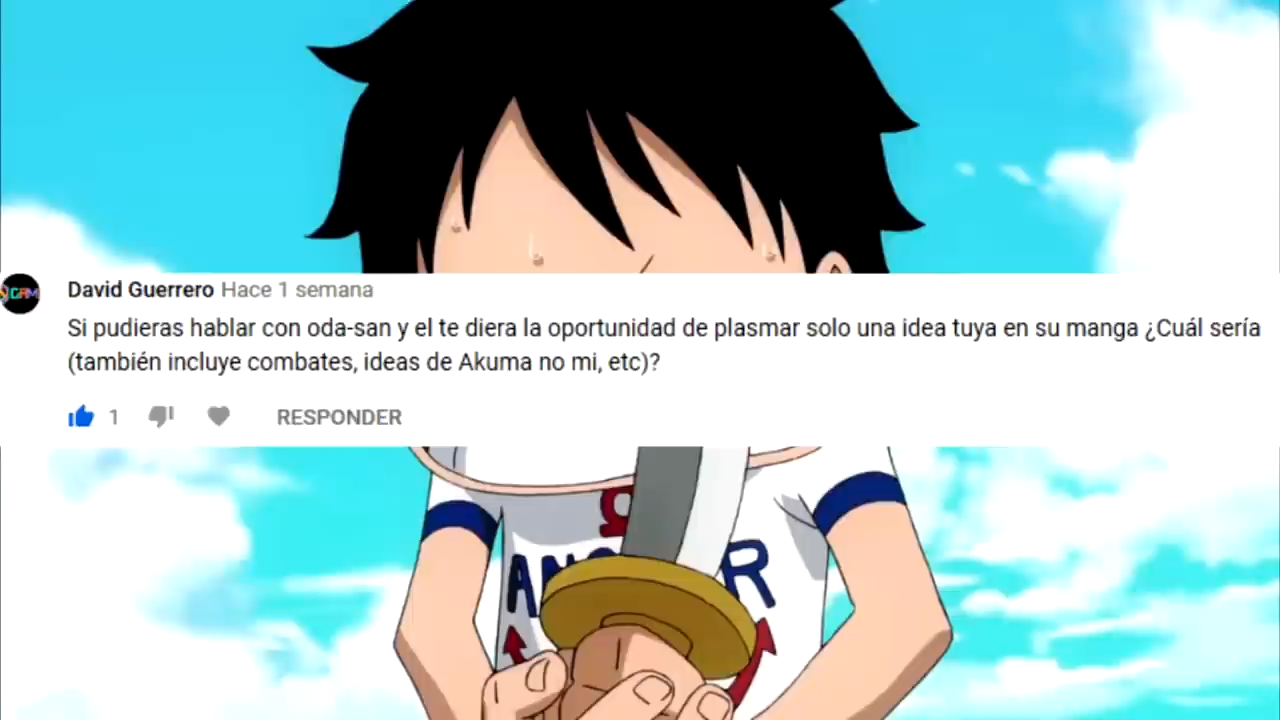 David Guerrero Hace 1 semana
Si pudieras hablar con oda-san y el te diera la oportunidad de plasmar solo una idea tuya en su manga ¿Cuál sería
(también incluye combates, ideas de Akuma no mi, etc)?
1 RESPONDER